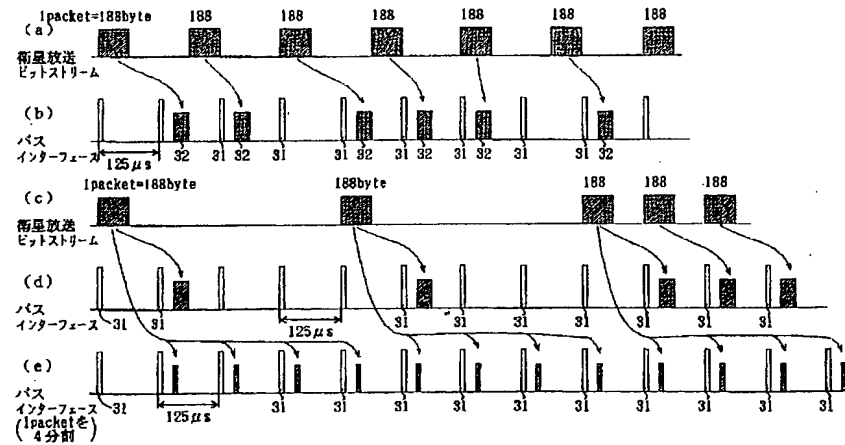 1packet=188byte 188 188 188 188 188 188
(a)
衛星放送
ビットストリーム
(b)
バス
インターフェース
125μs
31 32 31 32 31 31 32 31 32 31 32 31 31 32 31
1packet=188byte 188byte 188 188 188
(c)
衛星放送
ビットストリーム
(d)
バス
インターフェース
31 31 125μs 31 31 31 31 31 31 31
(e)
バス
インターフェース
(1packetを
4分割)
31 125μs 31 31 31 31 31 31 31 31 31